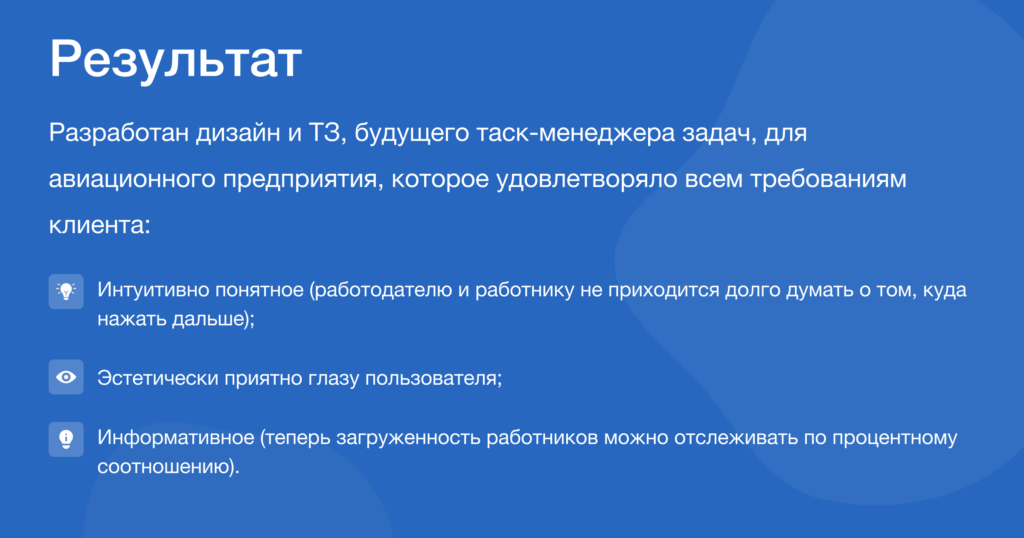 Результат
Разработан дизайн и ТЗ, будущего таск-менеджера задач, для
авиационного предприятия, которое удовлетворяло всем требованиям
клиента:
Интуитивно понятное (работодателю и работнику не приходится долго думать о том, куда
нажать дальше);
Эстетически приятно глазу пользователя;
Информативное (теперь загруженность работников можно отслеживать по процентному
соотношению).